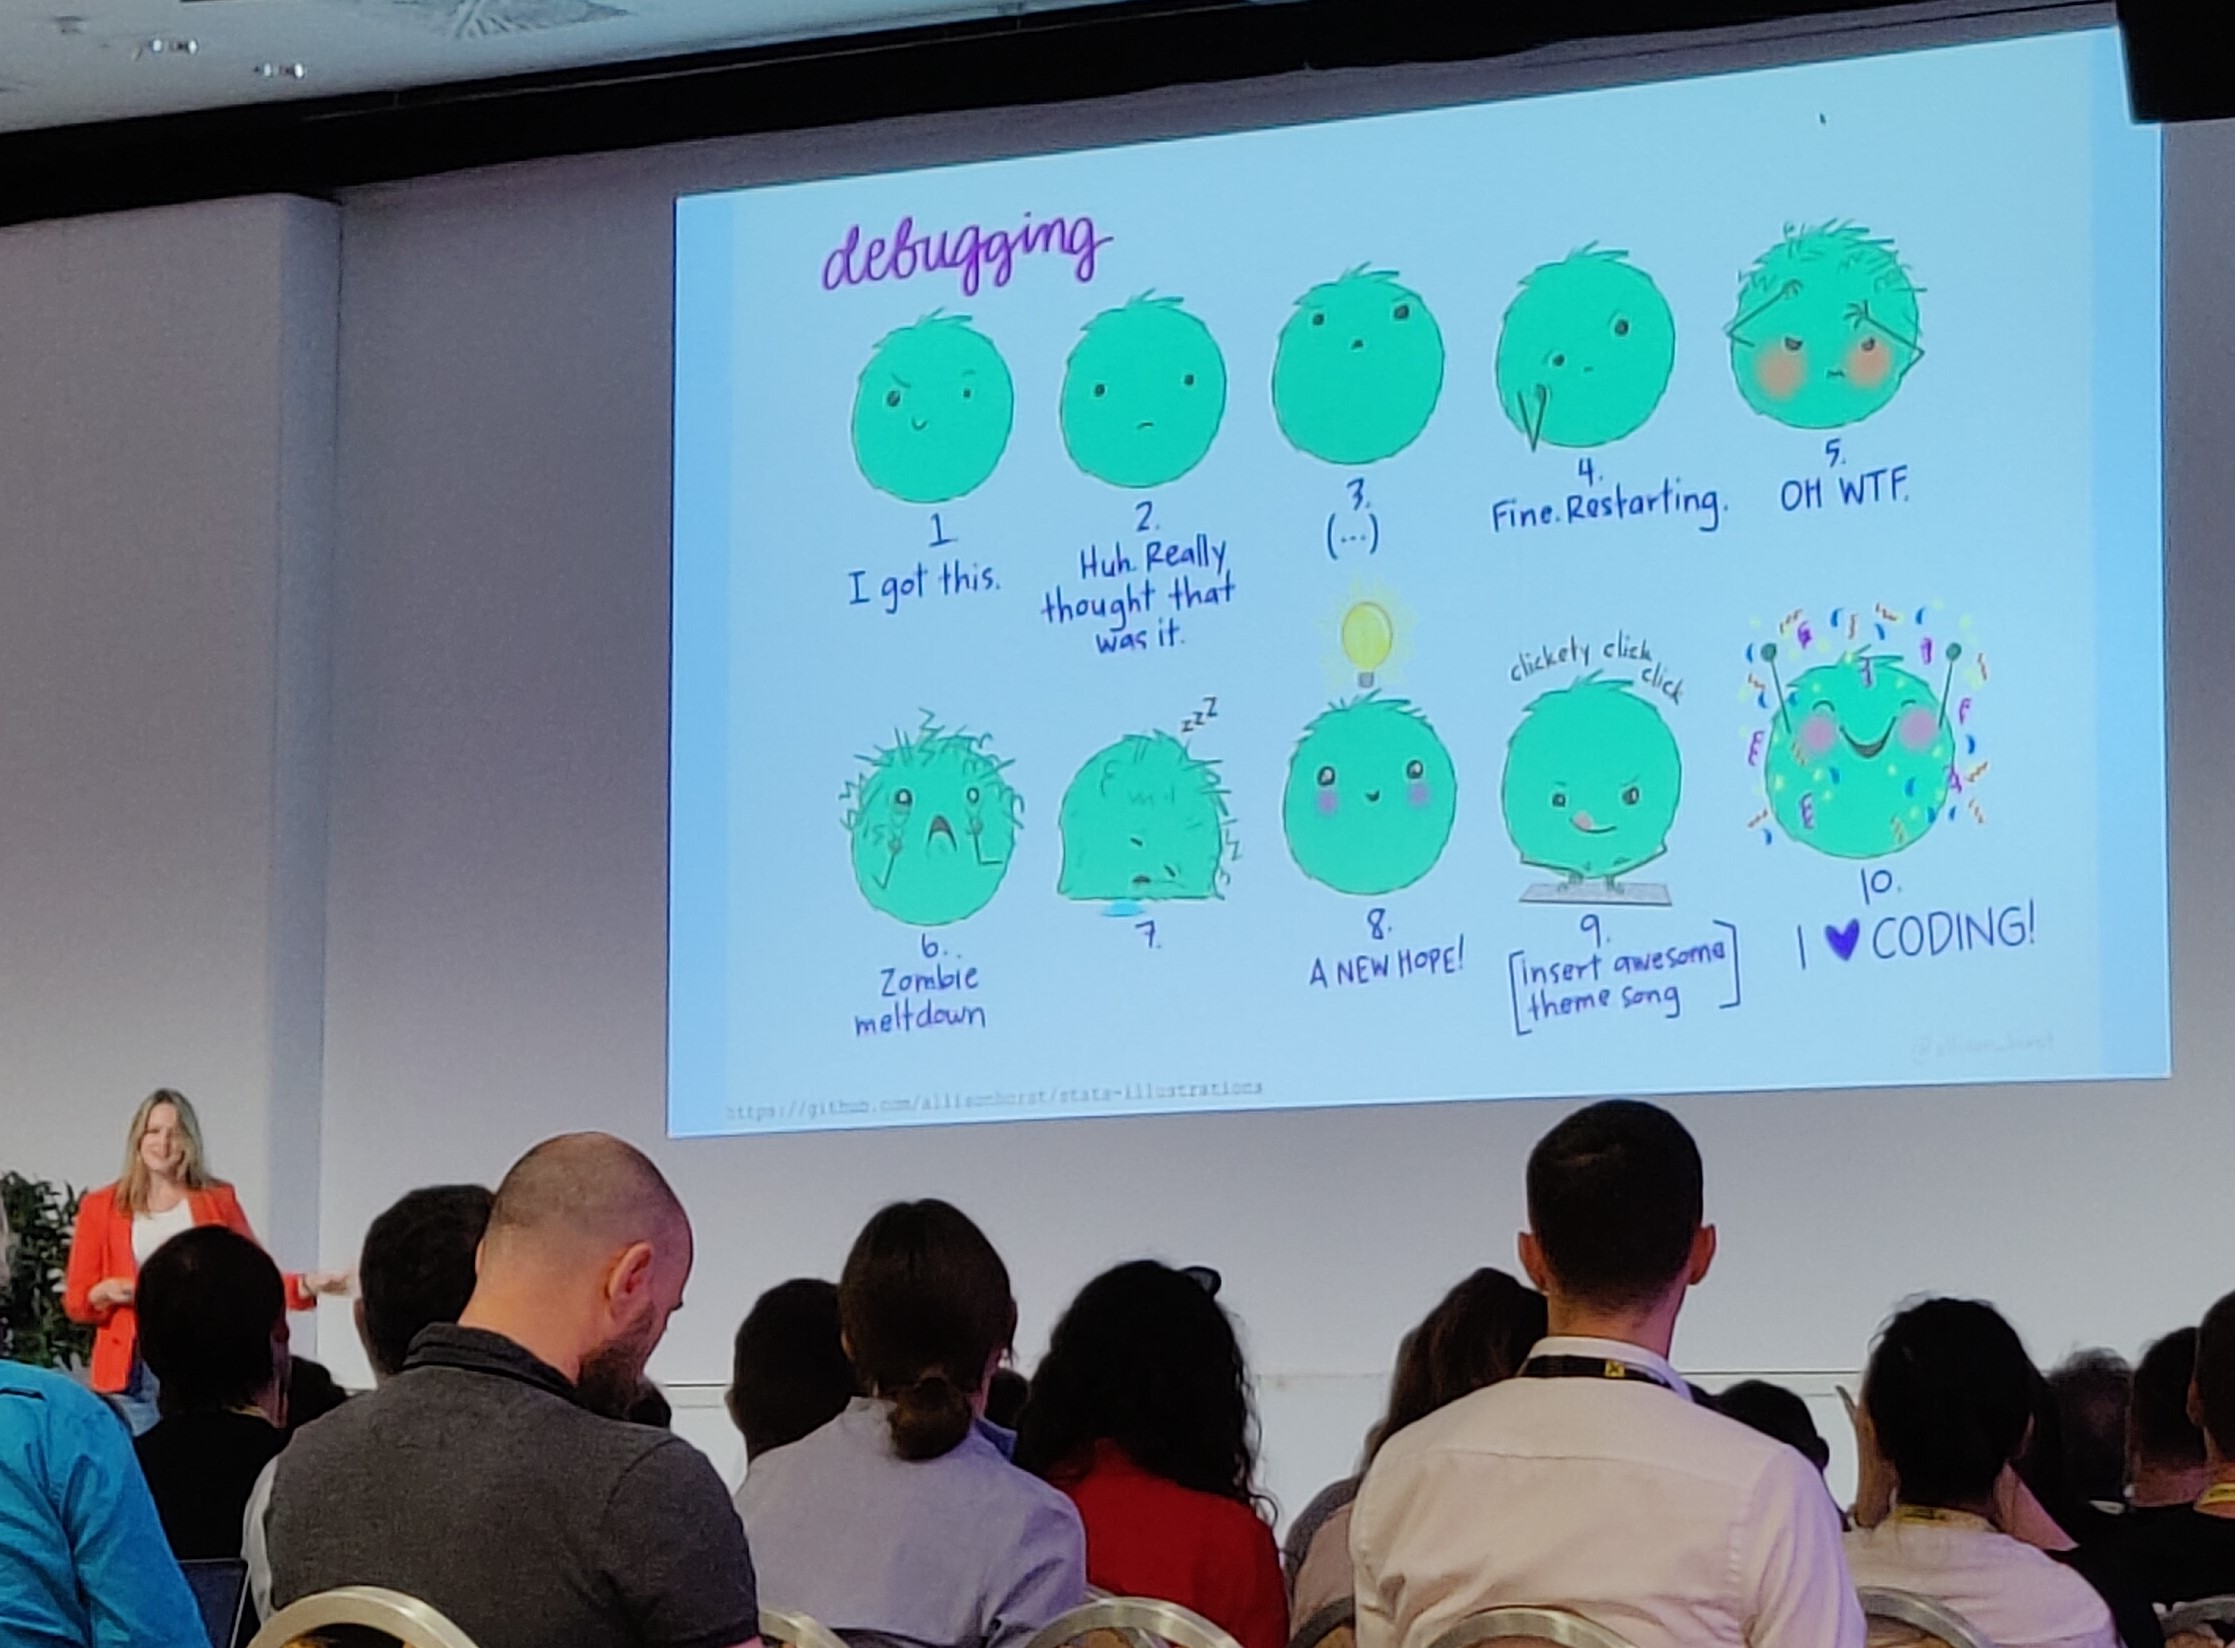 debugging
1
I got this.
2.
Huh. Really
thought that
was it.
3.
(...)
4.
Fine. Restarting.
5.
OH WTF.
6..
Zombie
meltdown
zzZ
7.
8.
A NEW HOPE!
clickety click
click
9.
[insert awesome
theme song]
10.
I ♥ CODING!
@allison_horst
https://github.com/allisonhorst/stats-illustrations